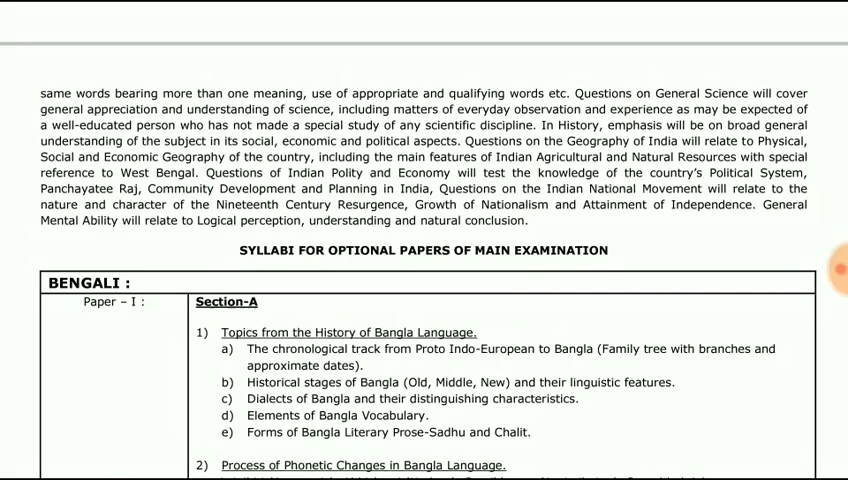 same words bearing more than one meaning, use of appropriate and qualifying words etc. Questions on General Science will cover
general appreciation and understanding of science, including matters of everyday observation and experience as may be expected of
a well-educated person who has not made a special study of any scientific discipline. In History, emphasis will be on broad general
understanding of the subject in its social, economic and political aspects. Questions on the Geography of India will relate to Physical,
Social and Economic Geography of the country, including the main features of Indian Agricultural and Natural Resources with special
reference to West Bengal. Questions of Indian Polity and Economy will test the knowledge of the country's Political System,
Panchayatee Raj, Community Development and Planning in India, Questions on the Indian National Movement will relate to the
nature and character of the Nineteenth Century Resurgence, Growth of Nationalism and Attainment of Independence. General
Mental Ability will relate to Logical perception, understanding and natural conclusion.
SYLLABI FOR OPTIONAL PAPERS OF MAIN EXAMINATION
BENGALI :
Paper – I :
Section-A
1) Topics from the History of Bangla Language.
a) The chronological track from Proto Indo-European to Bangla (Family tree with branches and
approximate dates).
b) Historical stages of Bangla (Old, Middle, New) and their linguistic features.
c) Dialects of Bangla and their distinguishing characteristics.
d) Elements of Bangla Vocabulary.
e) Forms of Bangla Literary Prose-Sadhu and Chalit.
2) Process of Phonetic Changes in Bangla Language.